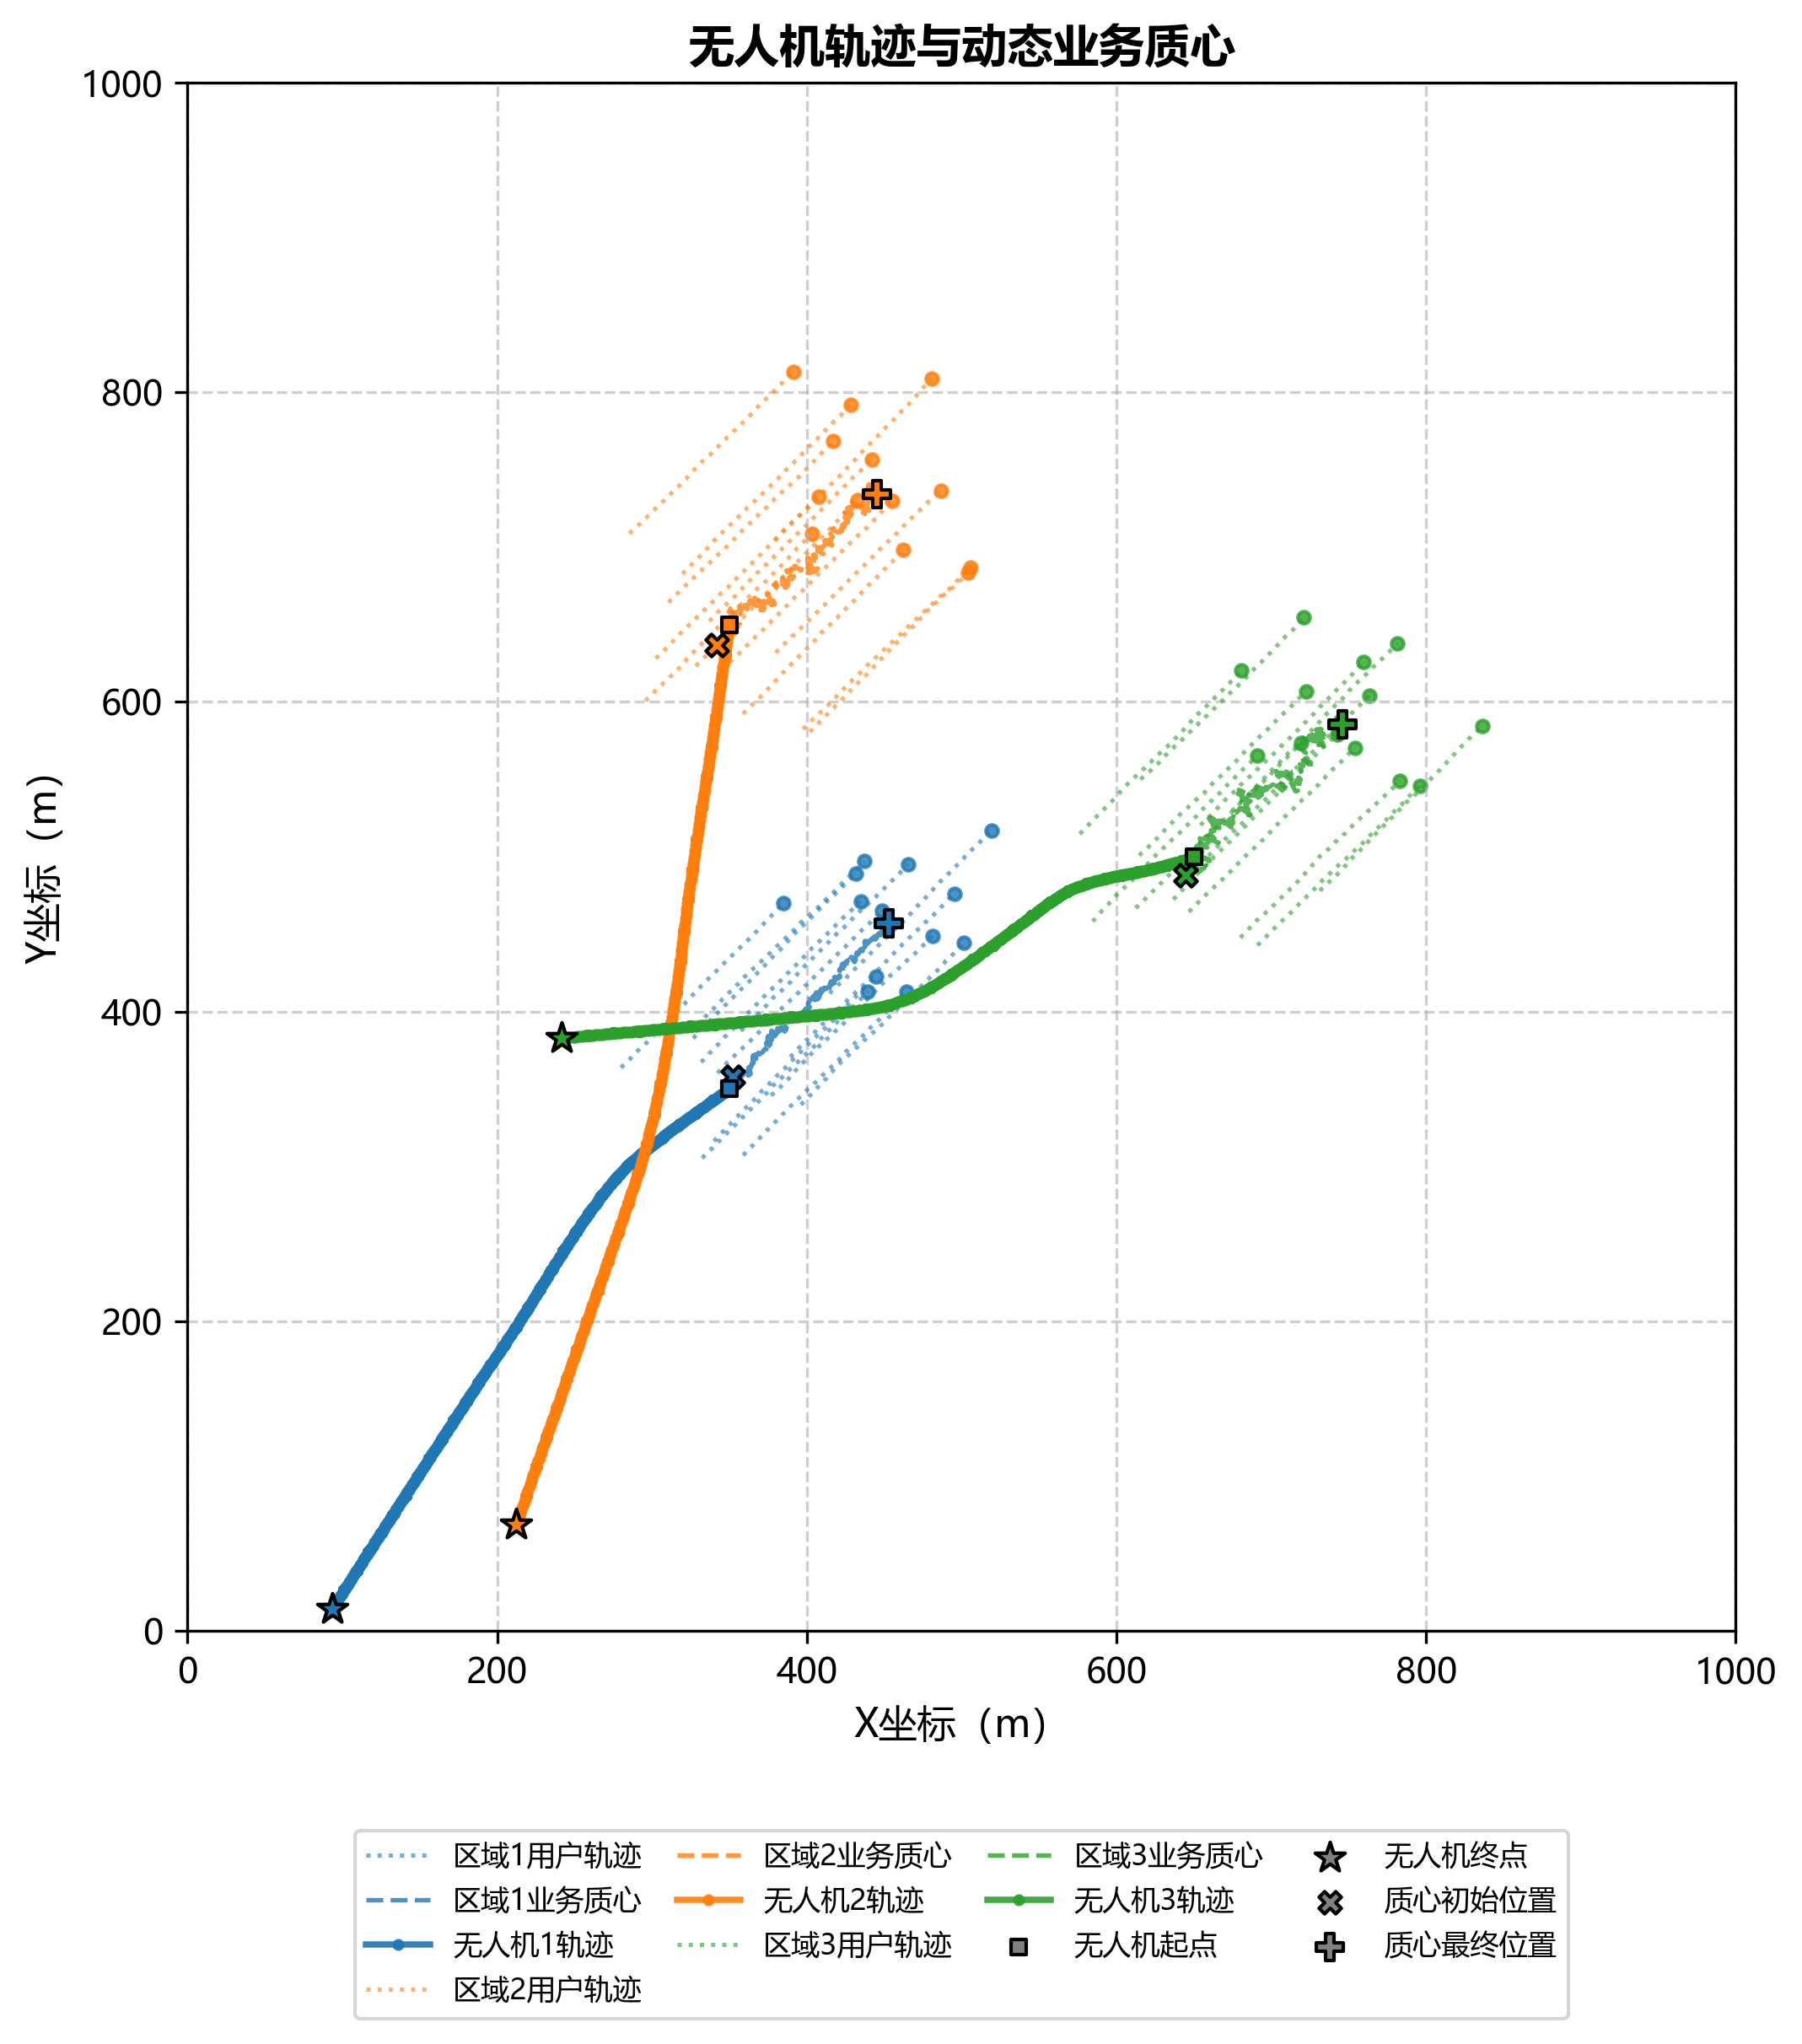 无人机轨迹与动态业务质心
1000
800
600
400
200
0
Y坐标（m）
0 200 400 600 800 1000
X坐标（m）
区域1用户轨迹
区域1业务质心
无人机1轨迹
区域2用户轨迹
区域2业务质心
无人机2轨迹
区域3用户轨迹
区域3业务质心
无人机3轨迹
无人机起点
无人机终点
质心初始位置
质心最终位置